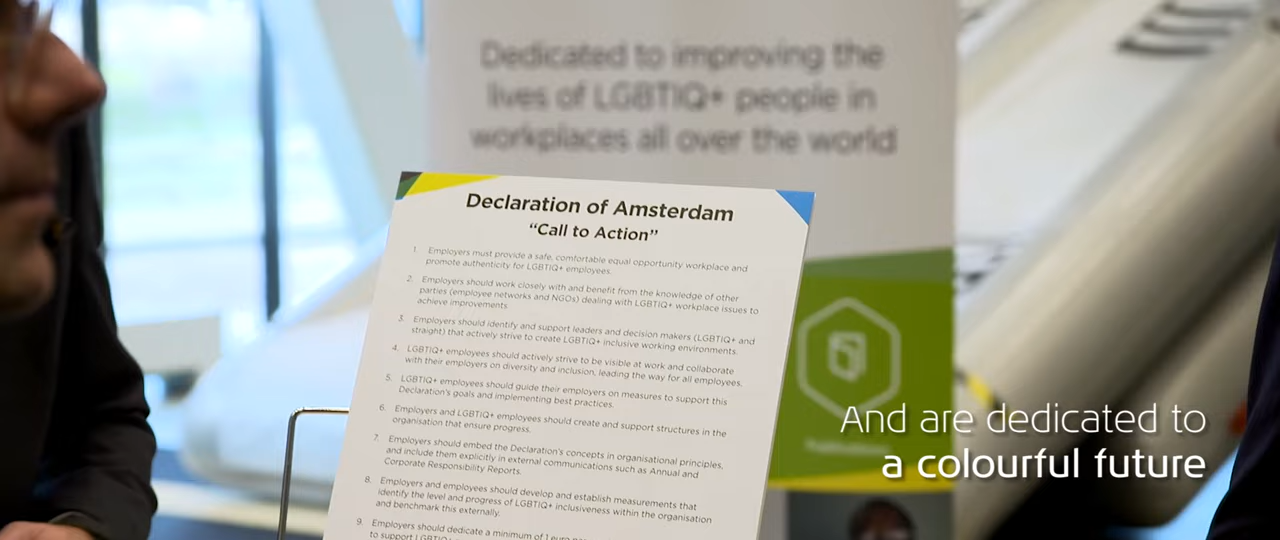 Dedicated to improving the
lives of LGBTIQ+ people in
workplaces all over the world
Declaration of Amsterdam
“Call to Action”
1. Employers must provide a safe, comfortable equal opportunity workplace and
promote authenticity for LGBTIQ+ employees.
2. Employers should work closely with and benefit from the knowledge of other
parties (employee networks and NGOs) dealing with LGBTIQ+ workplace issues to
achieve improvements.
3. Employers should identify and support leaders and decision makers (LGBTIQ+ and
straight) that actively strive to create LGBTIQ+ inclusive working environments.
4. LGBTIQ+ employees should actively strive to be visible at work and collaborate
with their employers on diversity and inclusion, leading the way for all employees.
5. LGBTIQ+ employees should guide their employers on measures to support this
Declaration's goals and implementing best practices.
6. Employers and LGBTIQ+ employees should create and support structures in the
organisation that ensure progress.
7. Employers should embed the Declaration's concepts in organisational principles,
and include them explicitly in external communications such as Annual and
Corporate Responsibility Reports.
8. Employers and employees should develop and establish measurements that
identify the level and progress of LGBTIQ+ inclusiveness within the organisation
and benchmark this externally.
9. Employers should dedicate a minimum of 1 euro
to support
And are dedicated to
a colourful future